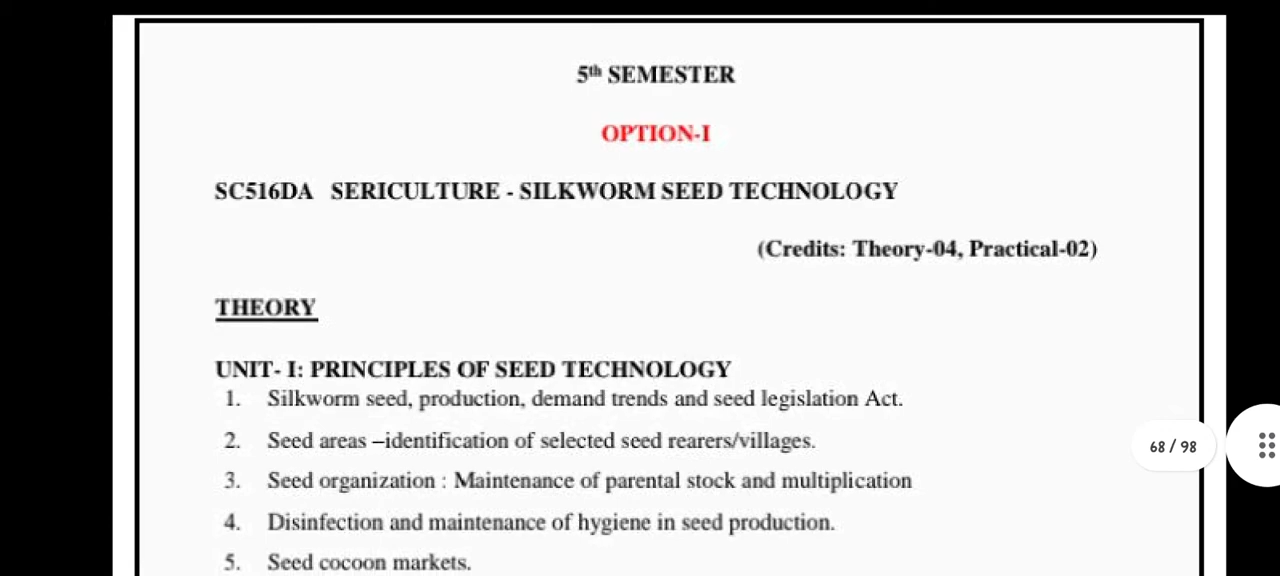 5th SEMESTER
OPTION-I
SC516DA SERICULTURE - SILKWORM SEED TECHNOLOGY
(Credits: Theory-04, Practical-02)
THEORY
UNIT- I: PRINCIPLES OF SEED TECHNOLOGY
1. Silkworm seed, production, demand trends and seed legislation Act.
2. Seed areas –identification of selected seed rearers/villages.
68 / 98
3. Seed organization : Maintenance of parental stock and multiplication
4. Disinfection and maintenance of hygiene in seed production.
5. Seed cocoon markets.